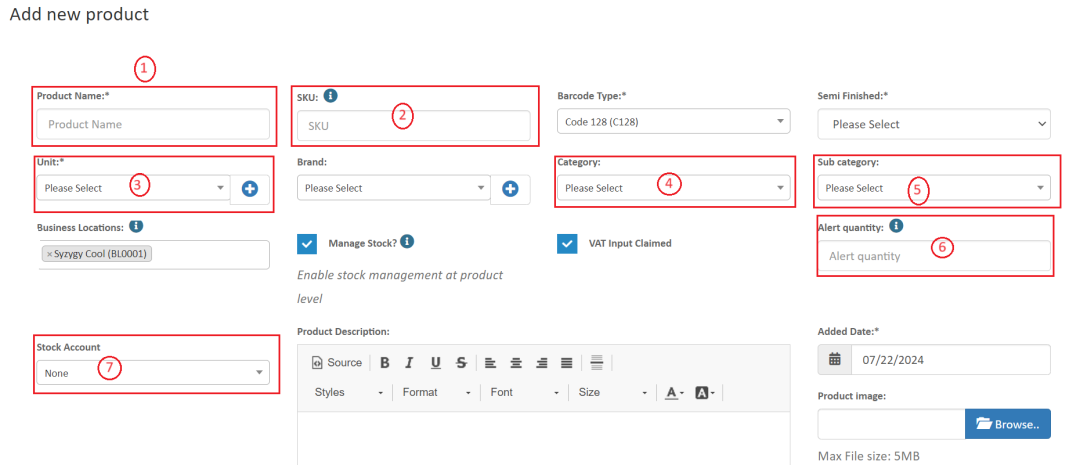 Add new product
1
Product Name:*
SKU:
Barcode Type:*
Semi Finished:*
Product Name
SKU
2
Code 128 (C128)
Please Select
Unit:*
Brand:
Category:
Sub category:
Please Select
3
Please Select
Please Select
4
Please Select
5
Business Locations:
Manage Stock?
VAT Input Claimed
Alert quantity:
× Syzygy Cool (BL0001)
Enable stock management at product
level
Alert quantity
6
Stock Account
Product Description:
Added Date:*
None
7
Source B I U S
07/22/2024
Styles Format Font Size A A
Product image:
Browse..
Max File size: 5MB